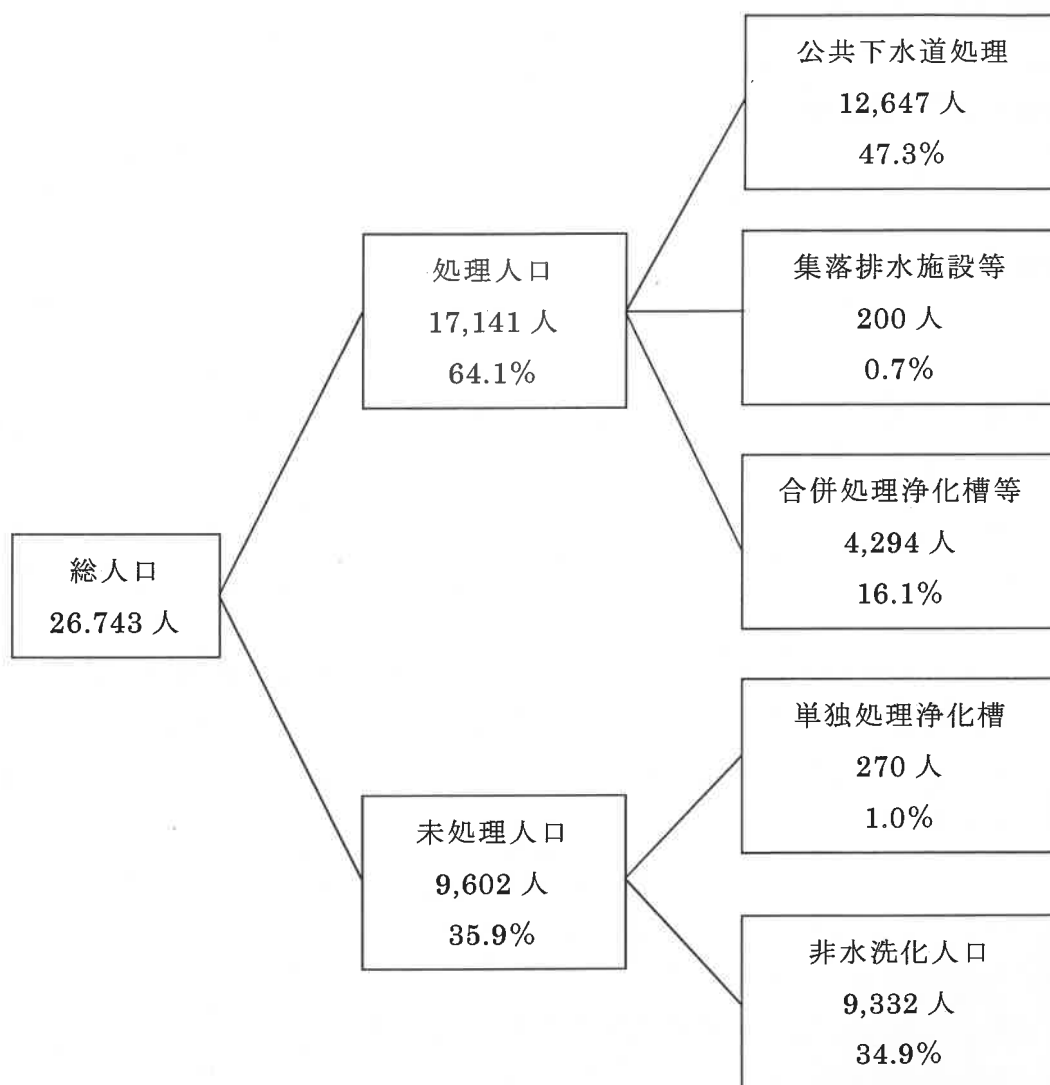 公共下水道処理
12,647 人
47.3%
処理人口
17,141 人
64.1%
集落排水施設等
200 人
0.7%
合併処理浄化槽等
4,294 人
16.1%
総人口
26.743 人
単独処理浄化槽
270 人
1.0%
未処理人口
9,602 人
35.9%
非水洗化人口
9,332 人
34.9%